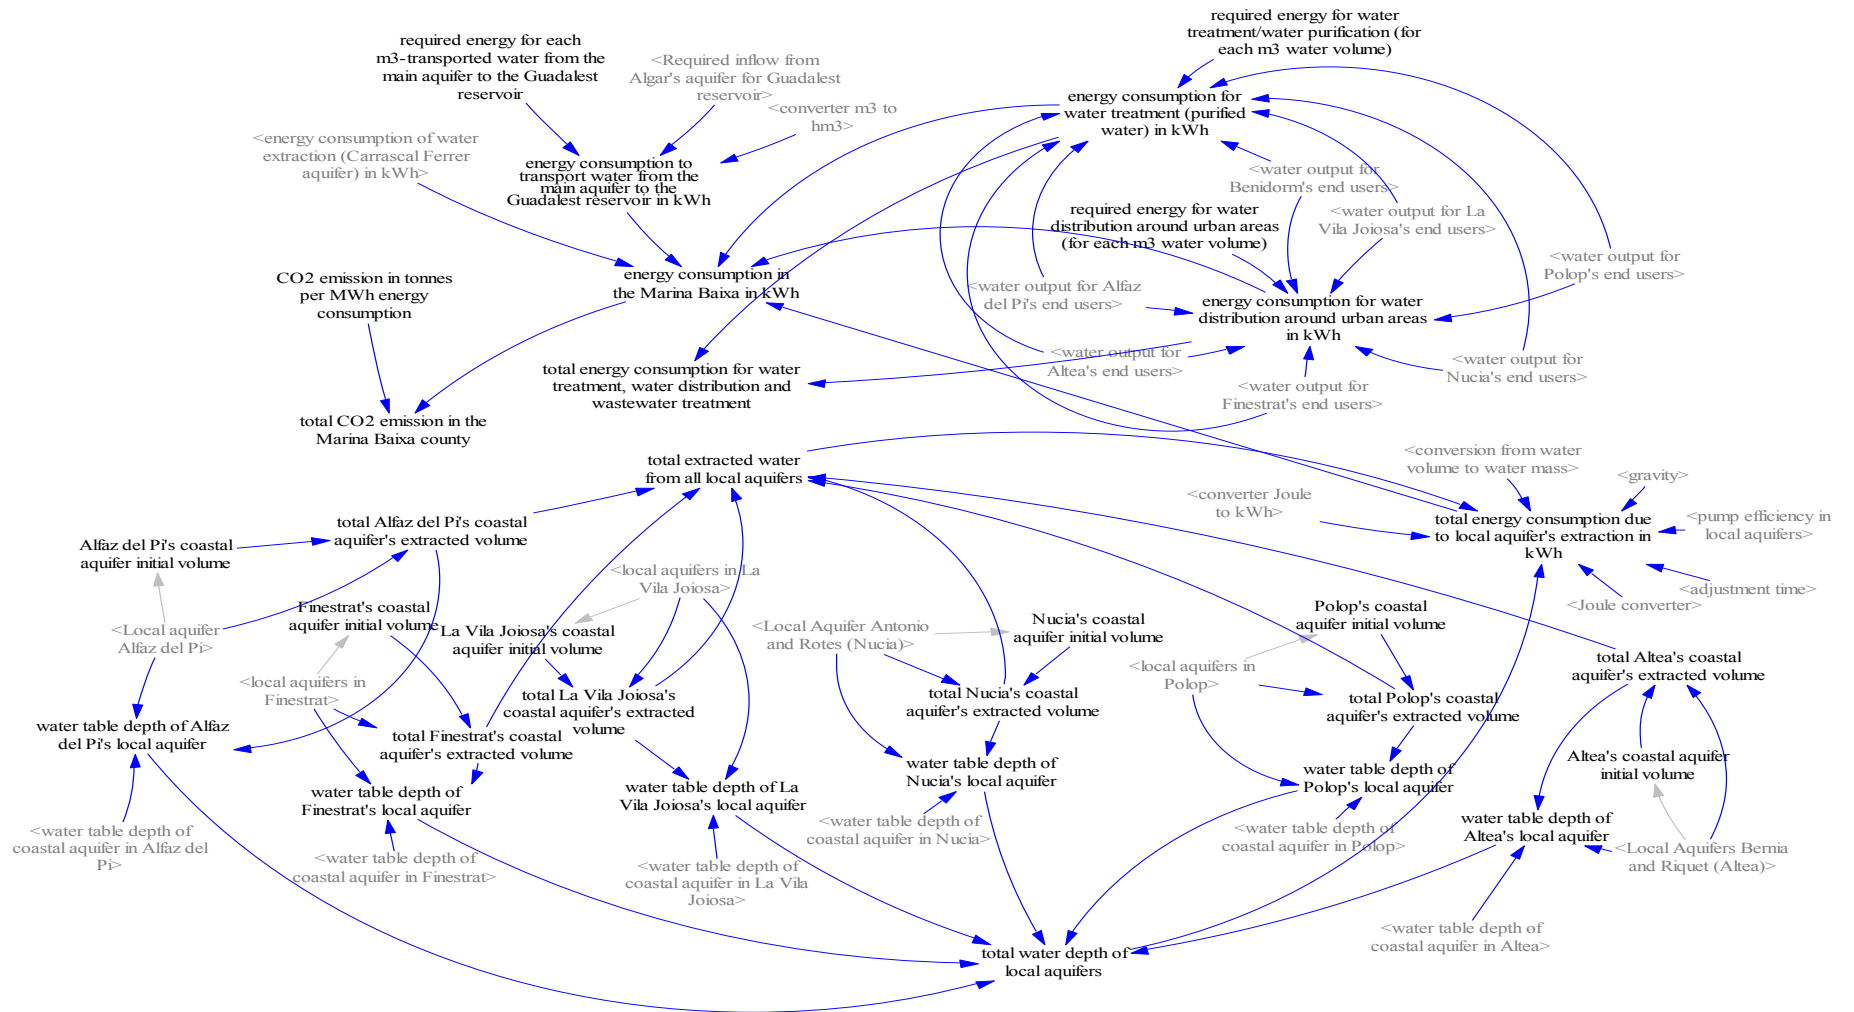 required energy for water
treatment/water purification (for
each m3 water volume)
required energy for each
m3-transported water from the
main aquifer to the Guadalest
reservoir
<Required inflow from
Algar's aquifer for Guadalest
reservoir>
<converter m3 to
hm3>
energy consumption for
water treatment (purified
water) in kWh
<energy consumption of water
extraction (Carrascal Ferrer
aquifer) in kWh>
energy consumption to
transport water from the
main aquifer to the
Guadalest reservoir in kWh
<water output for
Benidorm's end users>
required energy for water
distribution around urban areas
(for each m3 water volume)
<water output for La
Vila Joiosa's end users>
<water output for
Polop's end users>
CO2 emission in tonnes
per MWh energy
consumption
energy consumption in
the Marina Baixa in kWh
<water output for Alfaz
del Pi's end users>
energy consumption for water
distribution around urban areas
in kWh
<water output for
Altea's end users>
<water output for
Nucia's end users>
total energy consumption for water
treatment, water distribution and
wastewater treatment
<water output for
Finestrat's end users>
total CO2 emission in the
Marina Baixa county
total extracted water
from all local aquifers
<conversion from water
volume to water mass>
<gravity>
<converter Joule
to kWh>
total energy consumption due
to local aquifer's extraction in
kWh
<pump efficiency in
local aquifers>
total Alfaz del Pi's coastal
aquifer's extracted volume
Alfaz del Pi's coastal
aquifer initial volume
<local aquifers in La
Vila Joiosa>
<adjustment time>
<Joule converter>
Finestrat's coastal
aquifer initial volume
<Local aquifer
Alfaz del Pi>
La Vila Joiosa's coastal
aquifer initial volume
<Local Aquifer Antonio
and Rotes (Nucia)>
Nucia's coastal
aquifer initial volume
Polop's coastal
aquifer initial volume
<local aquifers in
Polop>
total Altea's coastal
aquifer's extracted volume
<local aquifers in
Finestrat>
total La Vila Joiosa's
coastal aquifer's extracted
volume
total Nucia's coastal
aquifer's extracted volume
total Polop's coastal
aquifer's extracted volume
water table depth of Alfaz
del Pi's local aquifer
total Finestrat's coastal
aquifer's extracted volume
Altea's coastal aquifer
initial volume
water table depth of
Nucia's local aquifer
water table depth of
Polop's local aquifer
water table depth of
Finestrat's local aquifer
water table depth of La
Vila Joiosa's local aquifer
water table depth of
Altea's local aquifer
<water table depth of
coastal aquifer in Alfaz del
Pi>
<water table depth of
coastal aquifer in Nucia>
<water table depth of
coastal aquifer in Polop>
<Local Aquifers Bernia
and Riquet (Altea)>
<water table depth of
coastal aquifer in Finestrat>
<water table depth of
coastal aquifer in La Vila
Joiosa>
<water table depth of
coastal aquifer in Altea>
total water depth of
local aquifers